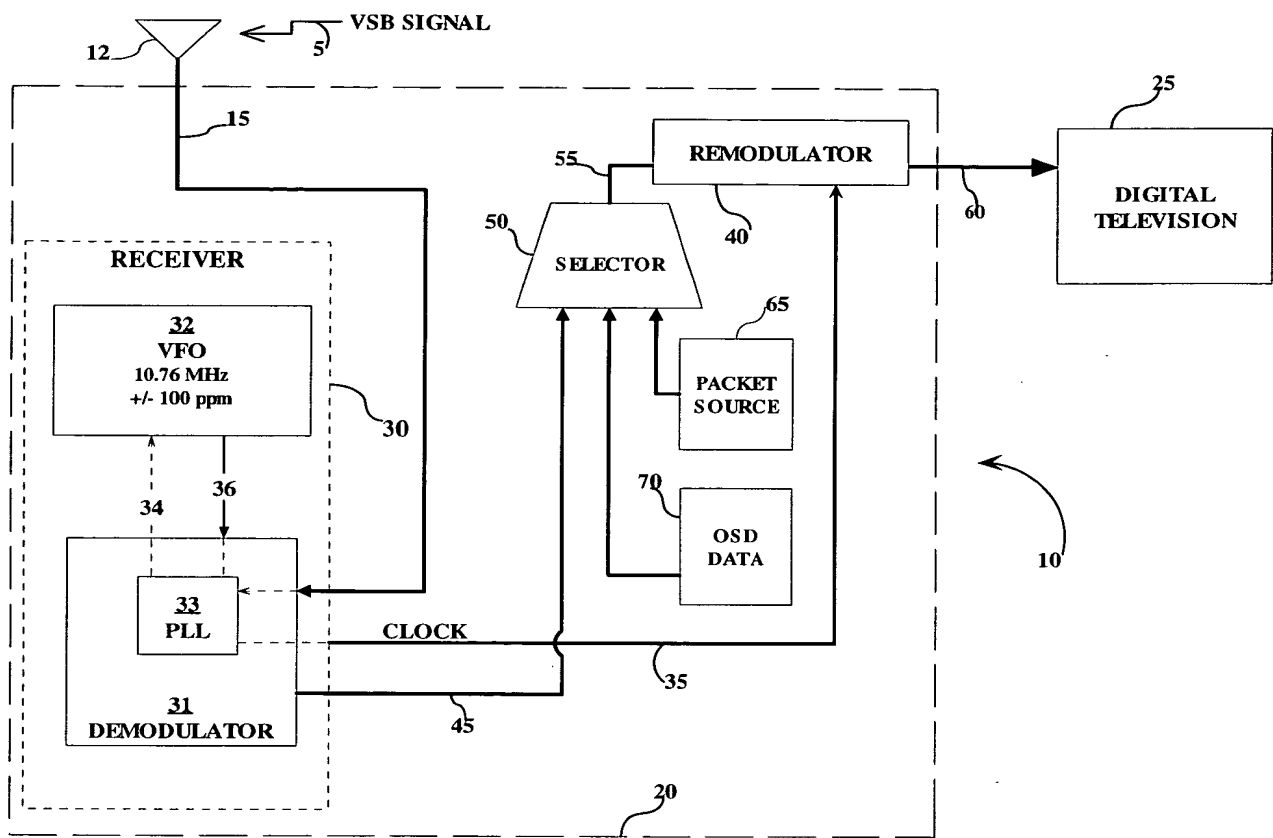 VSB SIGNAL
12
5
15
25
REMODULATOR
55
40
60
DIGITAL
TELEVISION
50
SELECTOR
RECEIVER
32
VFO
10.76 MHz
+/- 100 ppm
30
65
PACKET
SOURCE
34
36
70
OSD
DATA
10
33
PLL
CLOCK
35
31
DEMODULATOR
45
20